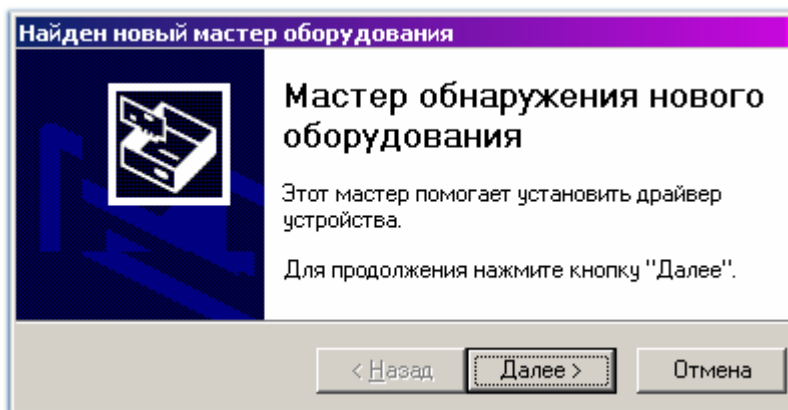 Найден новый мастер оборудования
Мастер обнаружения нового
оборудования
Этот мастер помогает установить драйвер
устройства.
Для продолжения нажмите кнопку "Далее".
< Назад Далее > Отмена